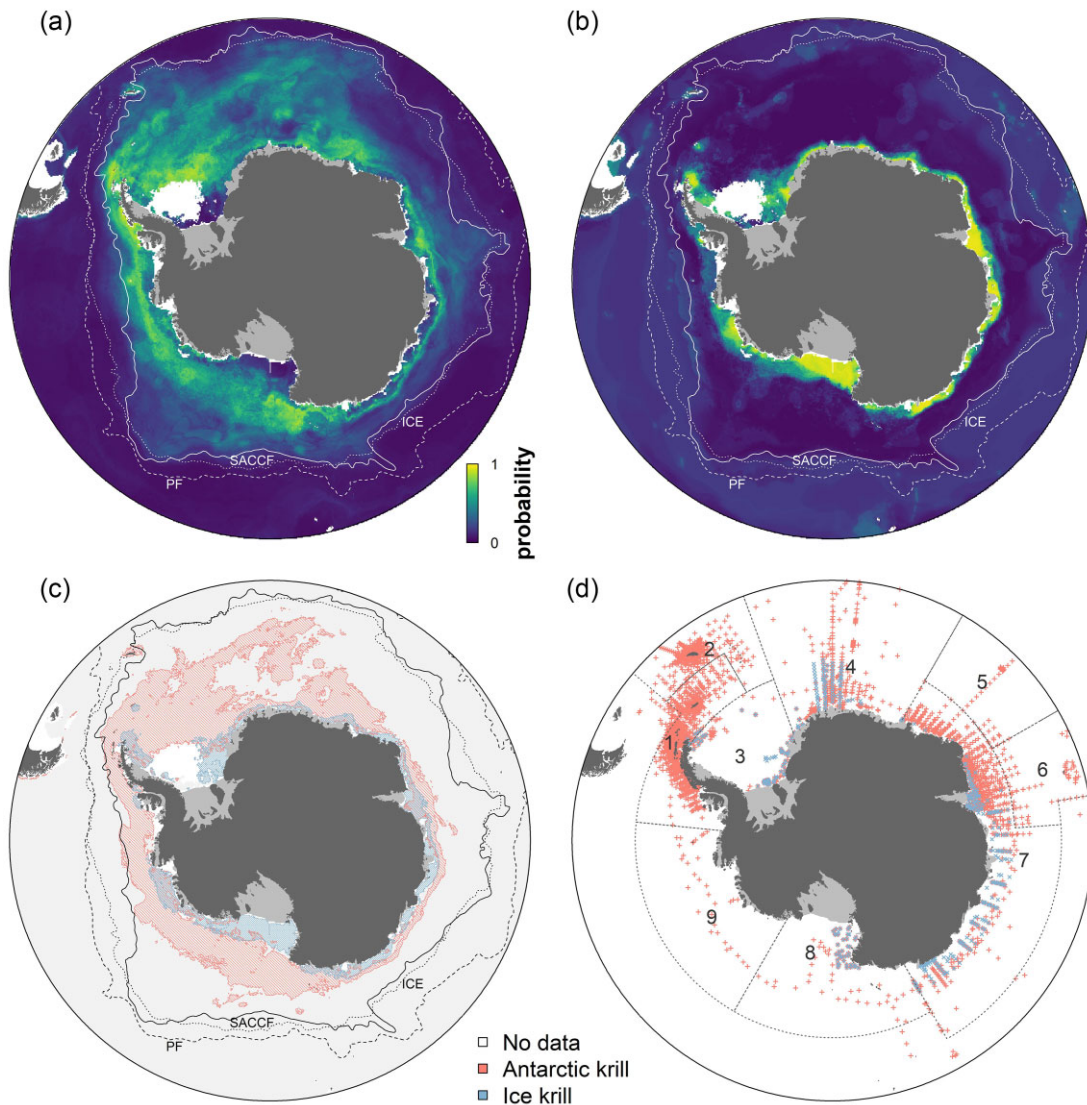 (a)
(b)
ICE
SACCF
PF
1
0
probability
ICE
SACCF
PF
(c)
(d)
ICE
SACCF
PF
1
2
3
4
5
6
7
8
9
No data
Antarctic krill
Ice krill